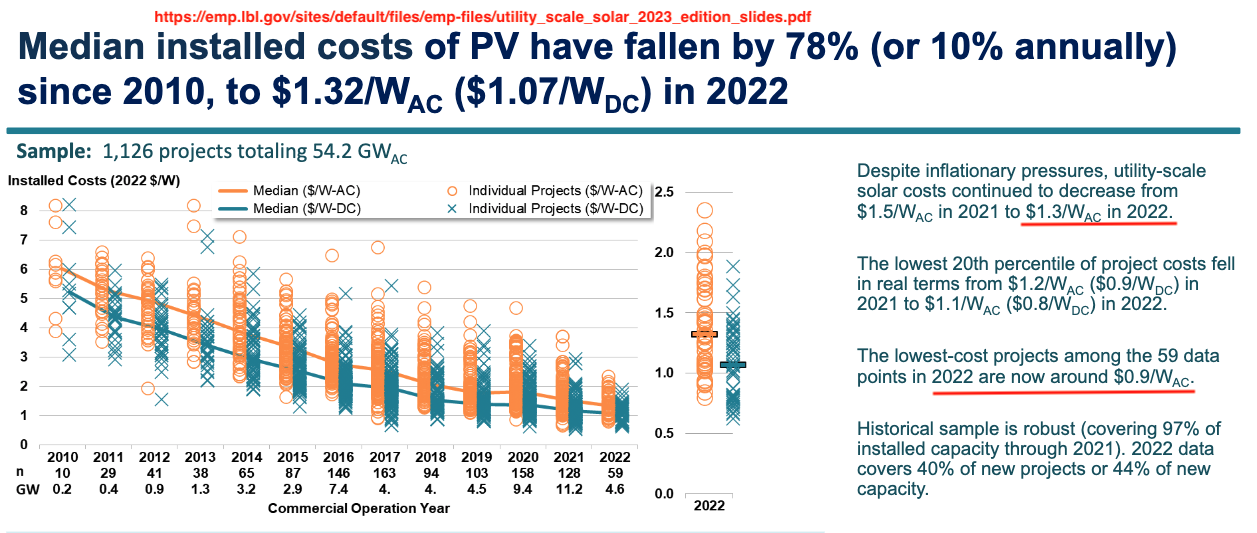 https://emp.lbl.gov/sites/default/files/emp-files/utility_scale_solar_2023_edition_slides.pdf
Median installed costs of PV have fallen by 78% (or 10% annually)
since 2010, to $1.32/WAC ($1.07/WDC) in 2022
Sample: 1,126 projects totaling 54.2 GWAC
Installed Costs (2022 $/W)
Median ($/W-AC)
Individual Projects ($/W-AC)
Median ($/W-DC)
Individual Projects ($/W-DC)
8
7
6
5
4
3
2
1
0
2010 2011 2012 2013 2014 2015 2016 2017 2018 2019 2020 2021 2022
n 10 29 41 38 65 87 146 163 94 103 158 128 59
GW 0.2 0.4 0.9 1.3 3.2 2.9 7.4 4. 4. 4.5 9.4 11.2 4.6
Commercial Operation Year
2.5
2.0
1.5
1.0
0.5
0.0
2022
Despite inflationary pressures, utility-scale
solar costs continued to decrease from
$1.5/WAC in 2021 to $1.3/WAC in 2022.
The lowest 20th percentile of project costs fell
in real terms from $1.2/WAC ($0.9/WDC) in
2021 to $1.1/WAC ($0.8/WDC) in 2022.
The lowest-cost projects among the 59 data
points in 2022 are now around $0.9/WAC.
Historical sample is robust (covering 97% of
installed capacity through 2021). 2022 data
covers 40% of new projects or 44% of new
capacity.